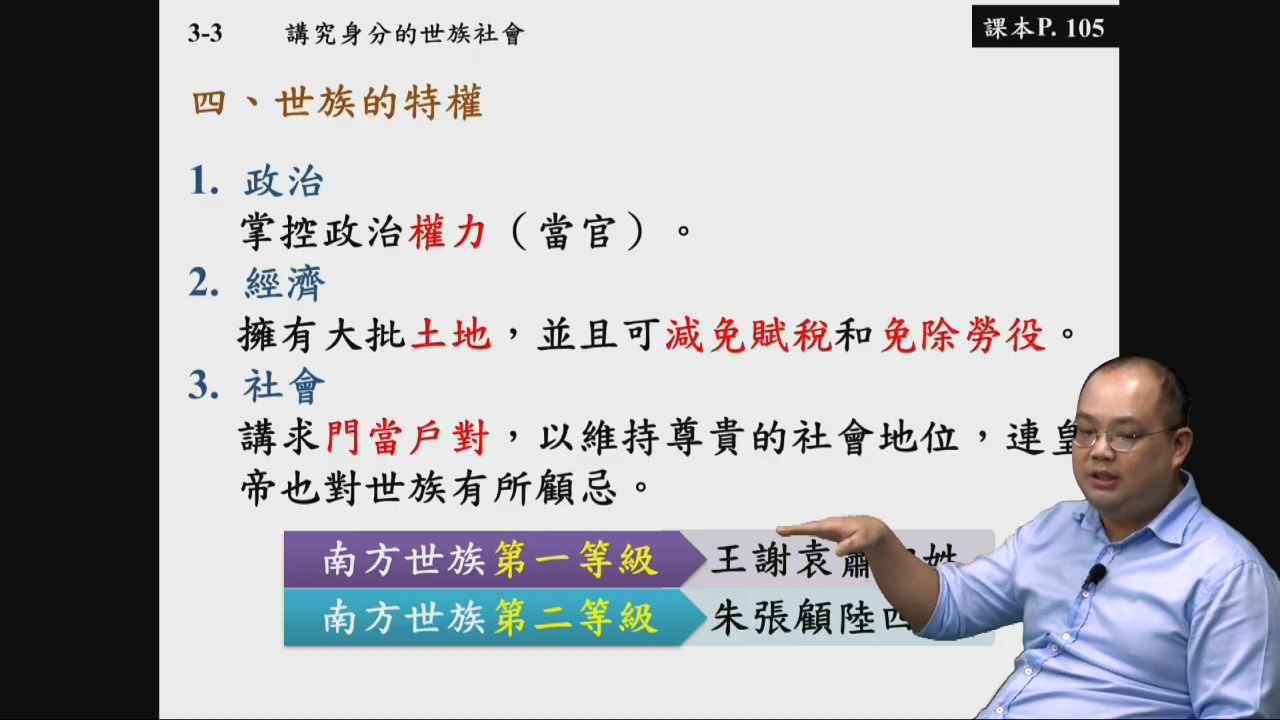 3-3 講究身分的世族社會
課本P. 105
四、世族的特權
1. 政治
掌控政治權力（當官）。
2. 經濟
擁有大批土地，並且可減免賦稅和免除勞役。
3. 社會
講求門當戶對，以維持尊貴的社會地位，連皇
帝也對世族有所顧忌。
南方世族第一等級 王謝袁蕭 姓
南方世族第二等級 朱張顧陸四